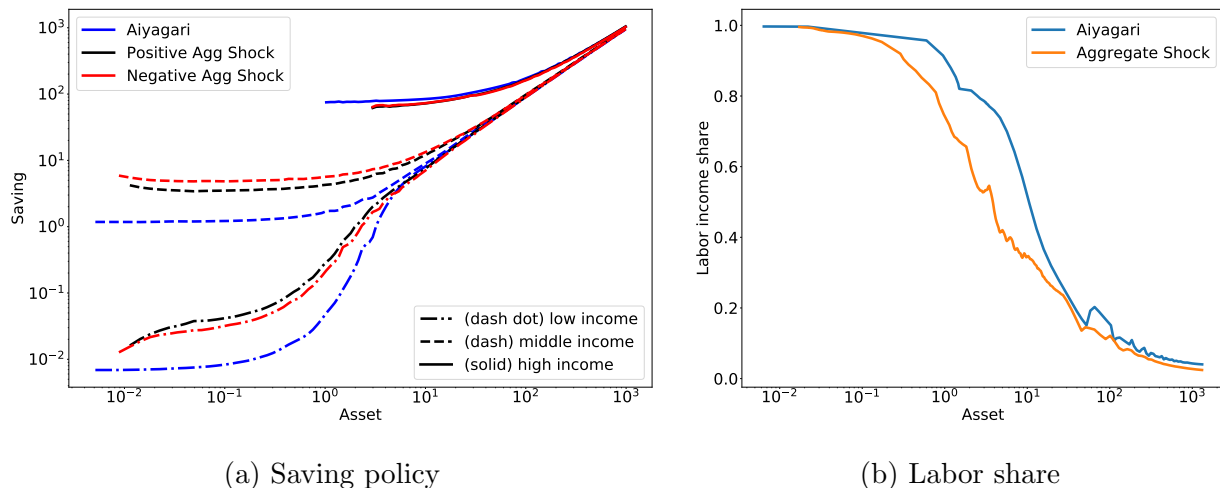 Saving
10³
10²
10¹
10⁰
10⁻¹
10⁻²
Aiyagari
Positive Agg Shock
Negative Agg Shock
(dash dot) low income
(dash) middle income
(solid) high income
10⁻² 10⁻¹ 10⁰ 10¹ 10² 10³
Asset
(a) Saving policy
Labor income share
1.0
0.8
0.6
0.4
0.2
0.0
Aiyagari
Aggregate Shock
10⁻² 10⁻¹ 10⁰ 10¹ 10² 10³
Asset
(b) Labor share